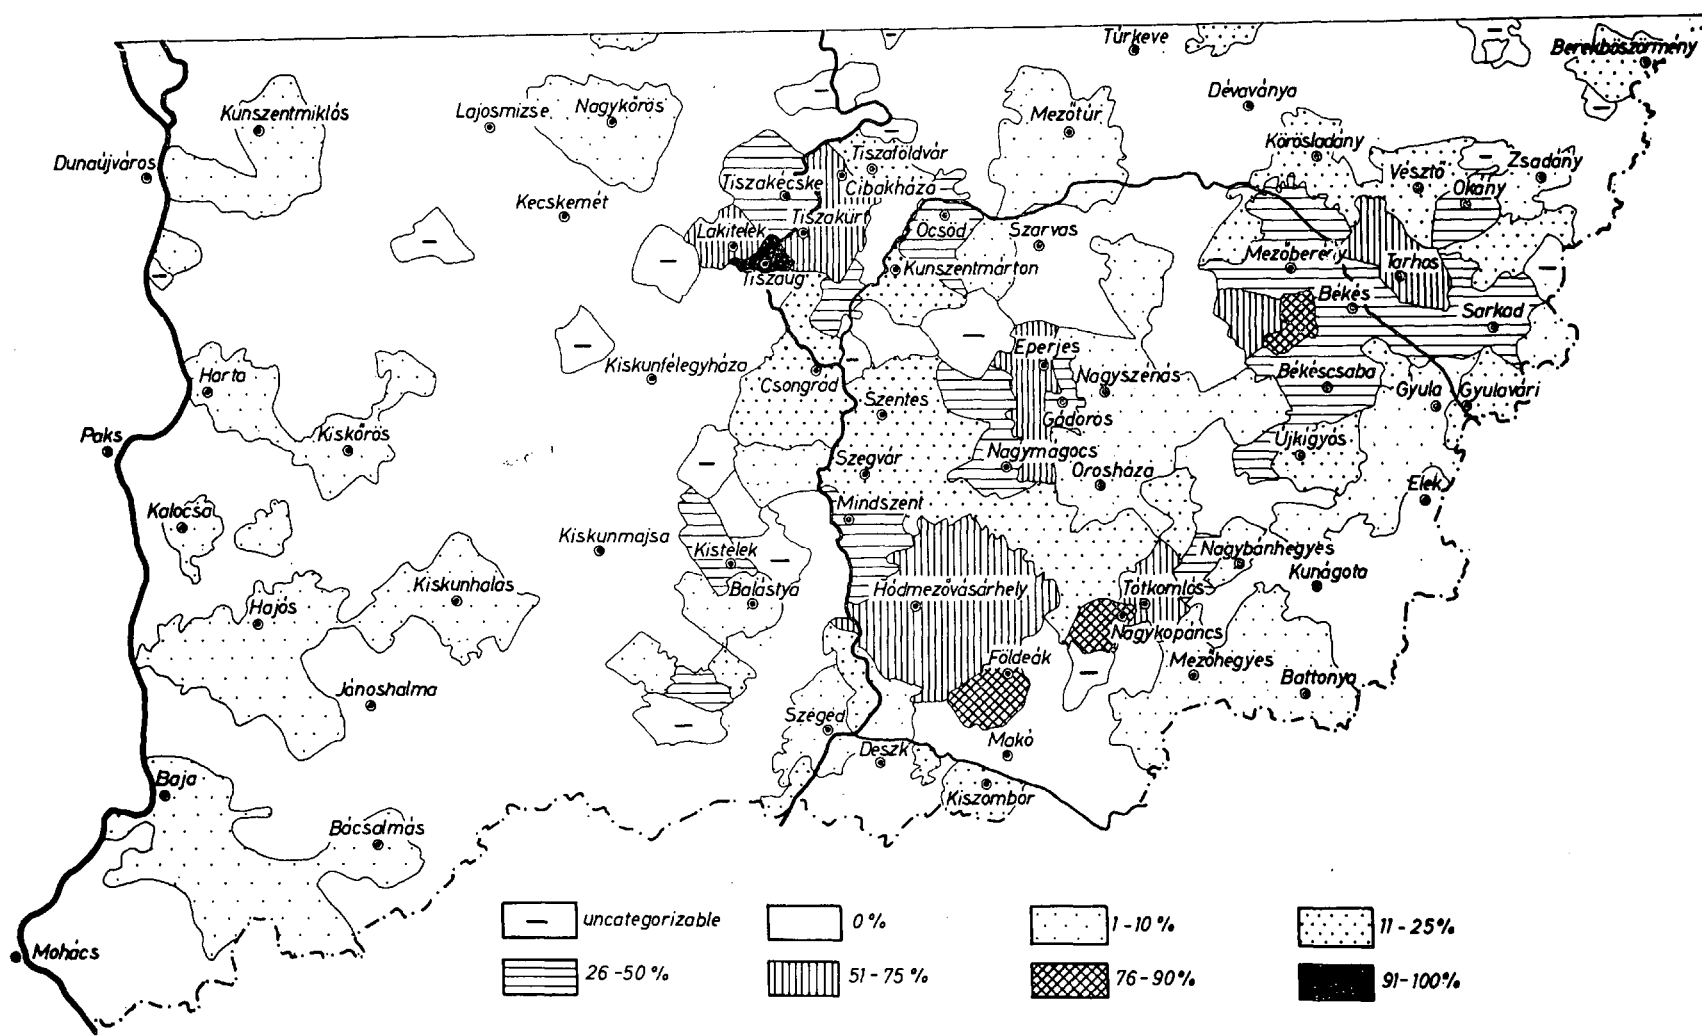 Túrkeve
Berekböszörmény
Kunszentmiklós
Lajosmizse
Nagykőrös
Mezőtúr
Dévaványa
Dunaújváros
Tiszaföldvár
Körösladány
Vésztő
Zsadány
Okány
Tiszakécske
Cibakháza
Kecskemét
Lakitelek
Tiszakür
Öcsöd
Szarvas
Tiszaug
Kunszentmárton
Mezőberény
Tarhos
Békés
Sarkad
Harta
Kiskunfélegyháza
Csongrád
Eperjes
Nagyszénás
Békéscsaba
Gyula
Gyulavári
Szentes
Gádoros
Paks
Kiskőrös
Szegvár
Nagymágocs
Orosháza
Újkígyós
Elek
Kalocsa
Mindszent
Kiskunmajsa
Kistelek
Nagybánhegyes
Kunágota
Hajós
Kiskunhalas
Balástya
Hódmezővásárhely
Tótkomlós
Nagykopáncs
Földeák
Mezőhegyes
Battonya
Jánoshalma
Szeged
Deszk
Makó
Baja
Kiszombor
Bácsalmás
Mohács
– uncategorizable
0 %
1 - 10 %
11 - 25 %
26 - 50 %
51 - 75 %
76 - 90 %
91 - 100 %